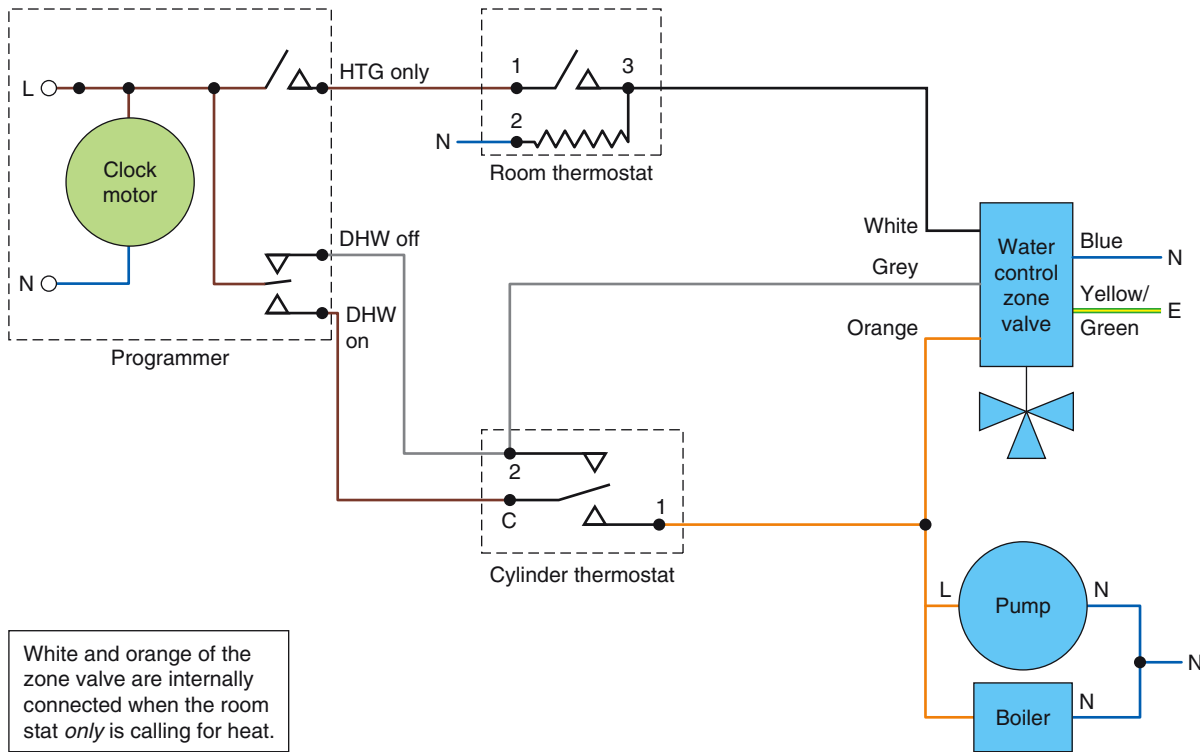 L
HTG only
1
3
2
N
Room thermostat
Clock
motor
N
DHW off
DHW
on
Programmer
White
Grey
Orange
Water
control
zone
valve
Blue
N
Yellow/
Green
E
2
C
1
Cylinder thermostat
L
Pump
N
N
Boiler
N
White and orange of the
zone valve are internally
connected when the room
stat only is calling for heat.